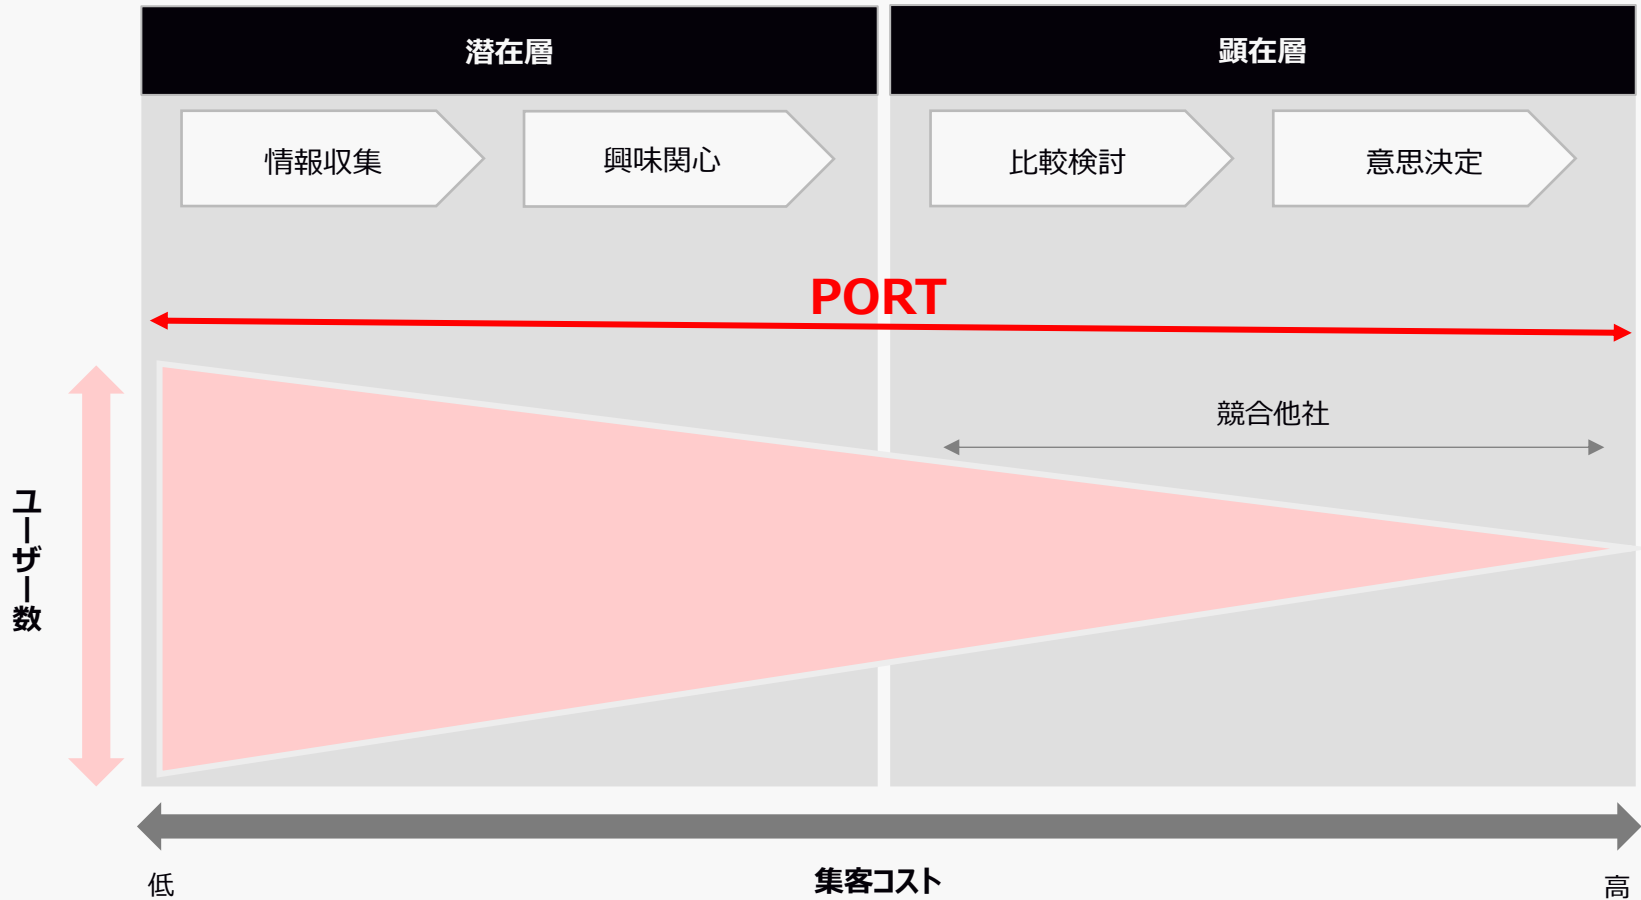 潜在層
顕在層
情報収集
興味関心
比較検討
意思決定
PORT
競合他社
ユーザー数
低
集客コスト
高